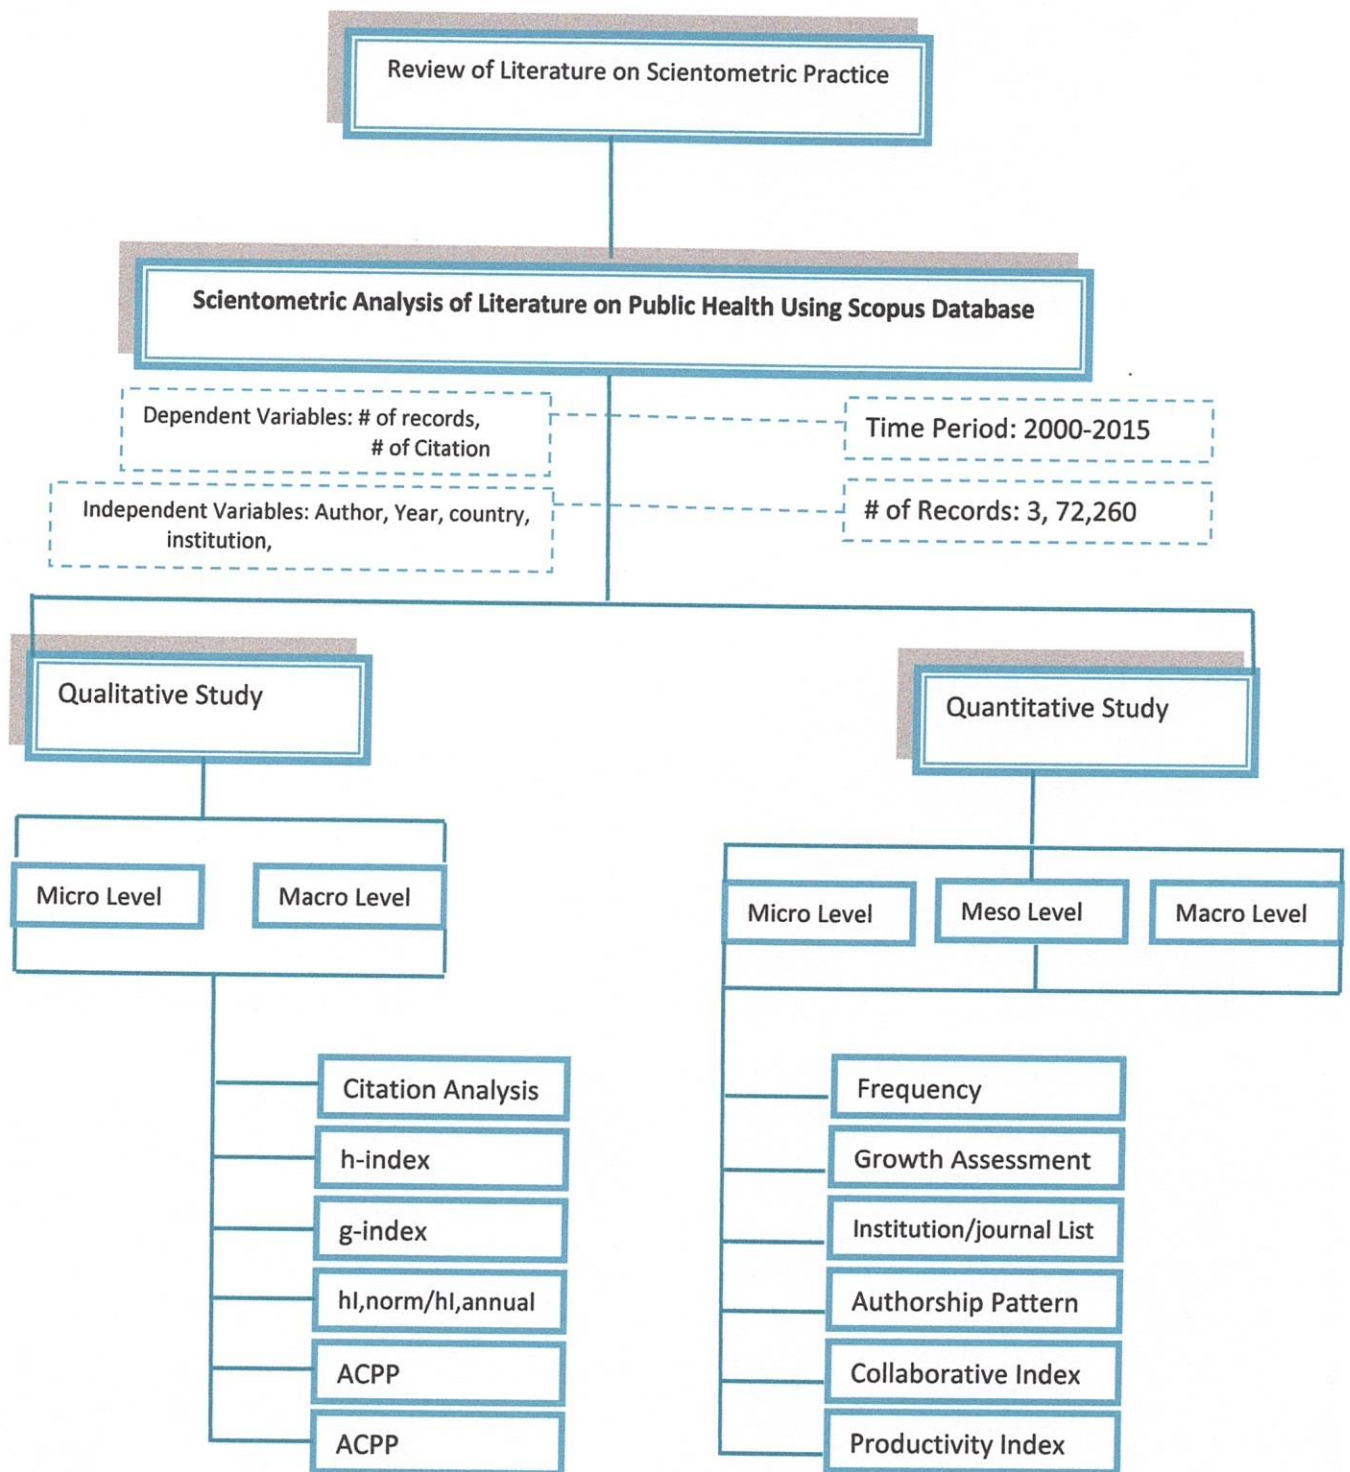 Review of Literature on Scientometric Practice
Scientometric Analysis of Literature on Public Health Using Scopus Database
Dependent Variables: # of records,
# of Citation
Time Period: 2000-2015
Independent Variables: Author, Year, country,
institution,
# of Records: 3, 72,260
Qualitative Study
Quantitative Study
Micro Level
Macro Level
Micro Level
Meso Level
Macro Level
Citation Analysis
h-index
g-index
hI,norm/hI,annual
ACPP
ACPP
Frequency
Growth Assessment
Institution/journal List
Authorship Pattern
Collaborative Index
Productivity Index